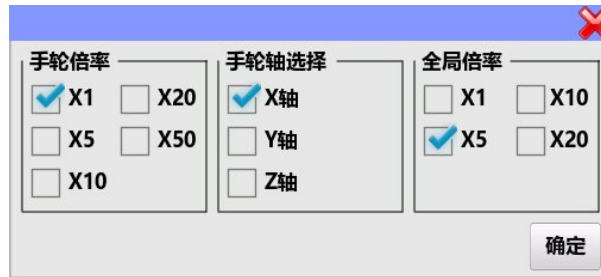 手轮倍率 手轮轴选择 全局倍率
X1 X20 X轴 X1 X10
X5 X50 Y轴 X5 X20
X10 Z轴
确定